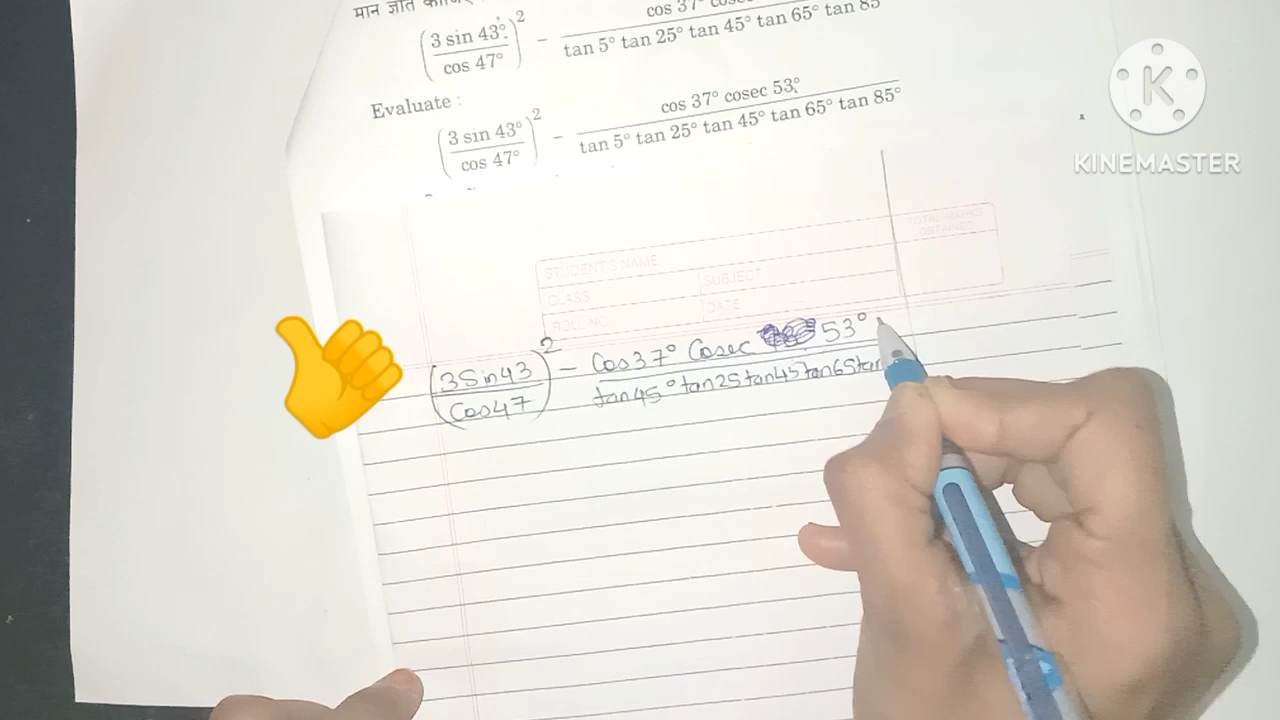 मान ज्ञात कीजिए
(3 sin 43° / cos 47°)² − cos 37° cosec / tan 5° tan 25° tan 45° tan 65° tan 85°
Evaluate :
(3 sin 43° / cos 47°)² − cos 37° cosec 53° / tan 5° tan 25° tan 45° tan 65° tan 85°
KINEMASTER
STUDENT'S NAME
CLASS SUBJECT
ROLL NO DATE
TOTAL MARKS
OBTAINED
(3Sin43 / Cos47)² − Cos37° Cosec 53° / tan45° tan25 tan45 tan65 tan